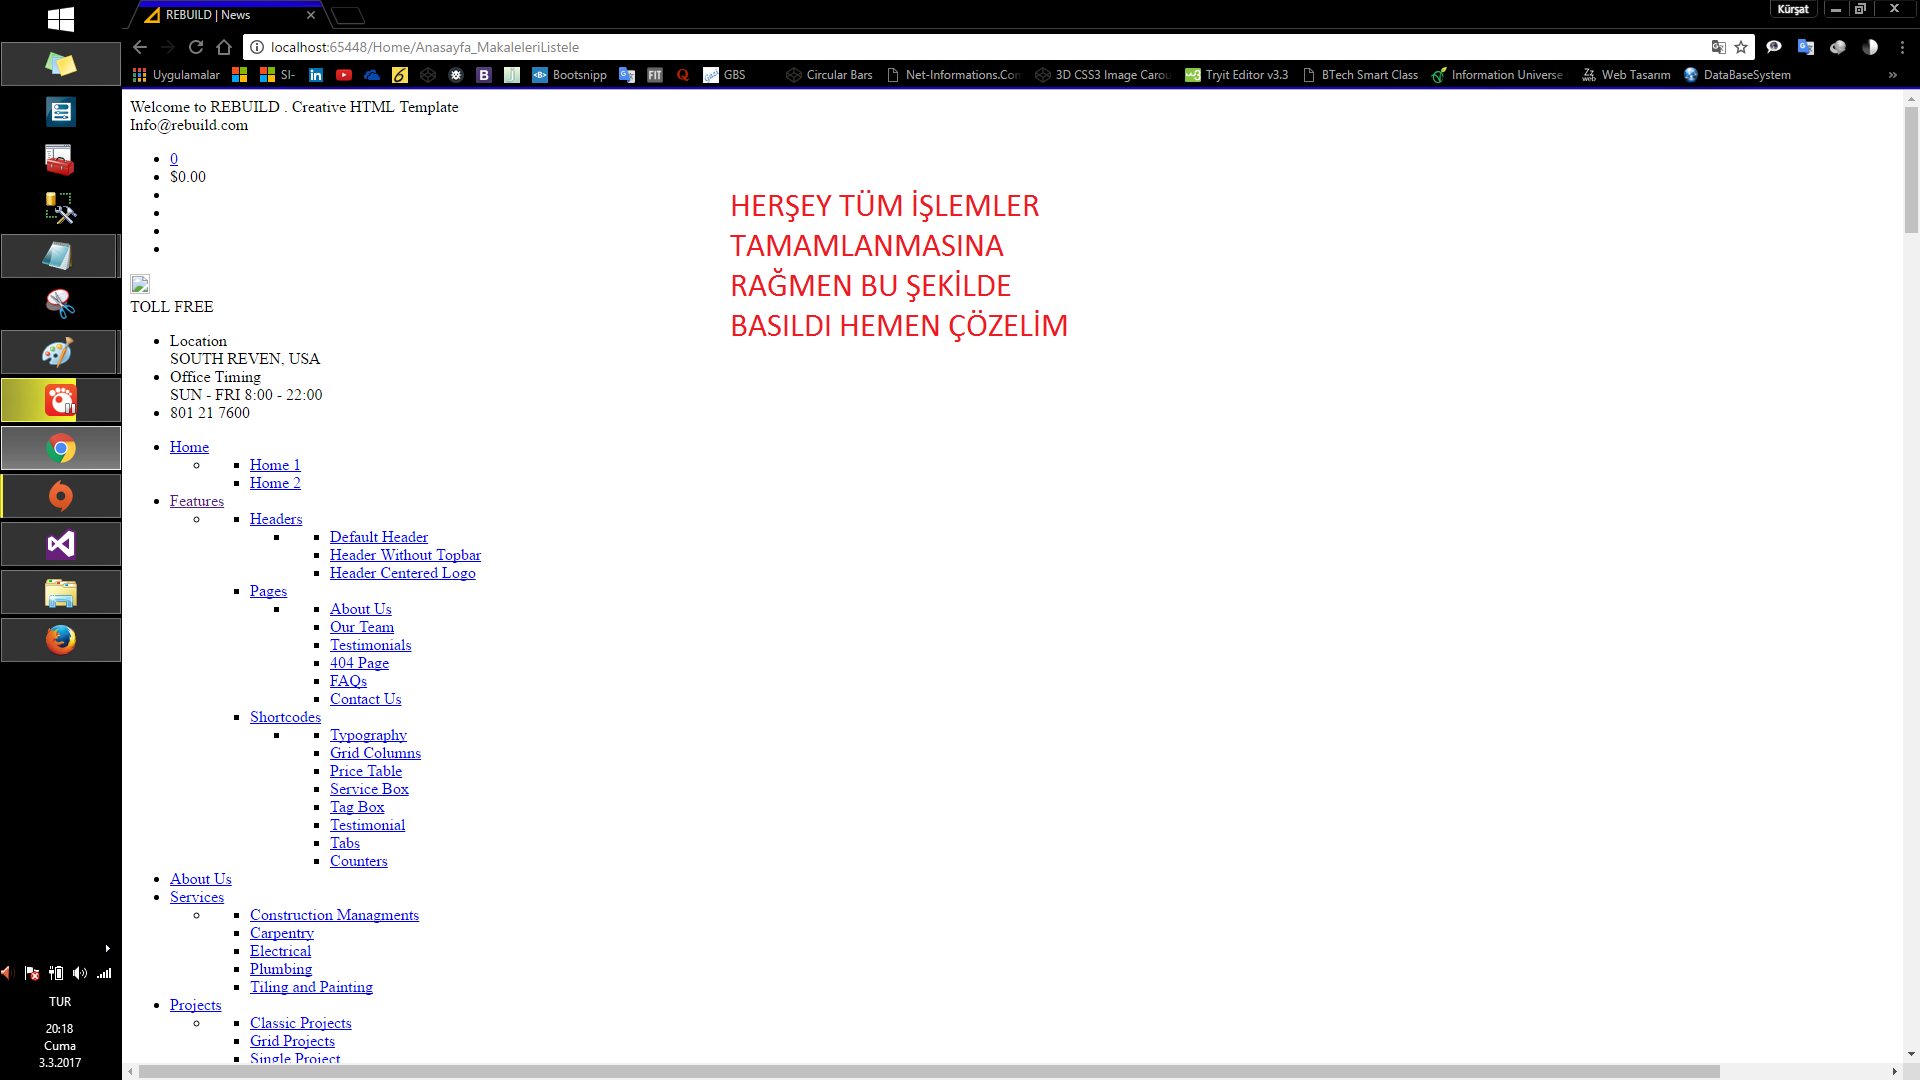 REBUILD | News
Kürşat
localhost:65448/Home/Anasayfa_MakaleleriListele
Uygulamalar
SI-
Bootsnipp
FIT
GBS
Circular Bars
Net-Informations.Com
3D CSS3 Image Carou
Tryit Editor v3.3
BTech Smart Class
Information Universe
Web Tasarım
DataBaseSystem
»
Welcome to REBUILD . Creative HTML Template
Info@rebuild.com
0
$0.00
HERŞEY TÜM İŞLEMLER
TAMAMLANMASINA
RAĞMEN BU ŞEKİLDE
BASILDI HEMEN ÇÖZELİM
TOLL FREE
Location
SOUTH REVEN, USA
Office Timing
SUN - FRI 8:00 - 22:00
801 21 7600
Home
Home 1
Home 2
Features
Headers
Default Header
Header Without Topbar
Header Centered Logo
Pages
About Us
Our Team
Testimonials
404 Page
FAQs
Contact Us
Shortcodes
Typography
Grid Columns
Price Table
Service Box
Tag Box
Testimonial
Tabs
Counters
About Us
Services
Construction Managments
Carpentry
Electrical
Plumbing
Tiling and Painting
Projects
Classic Projects
Grid Projects
Single Project
TUR
20:18
Cuma
3.3.2017